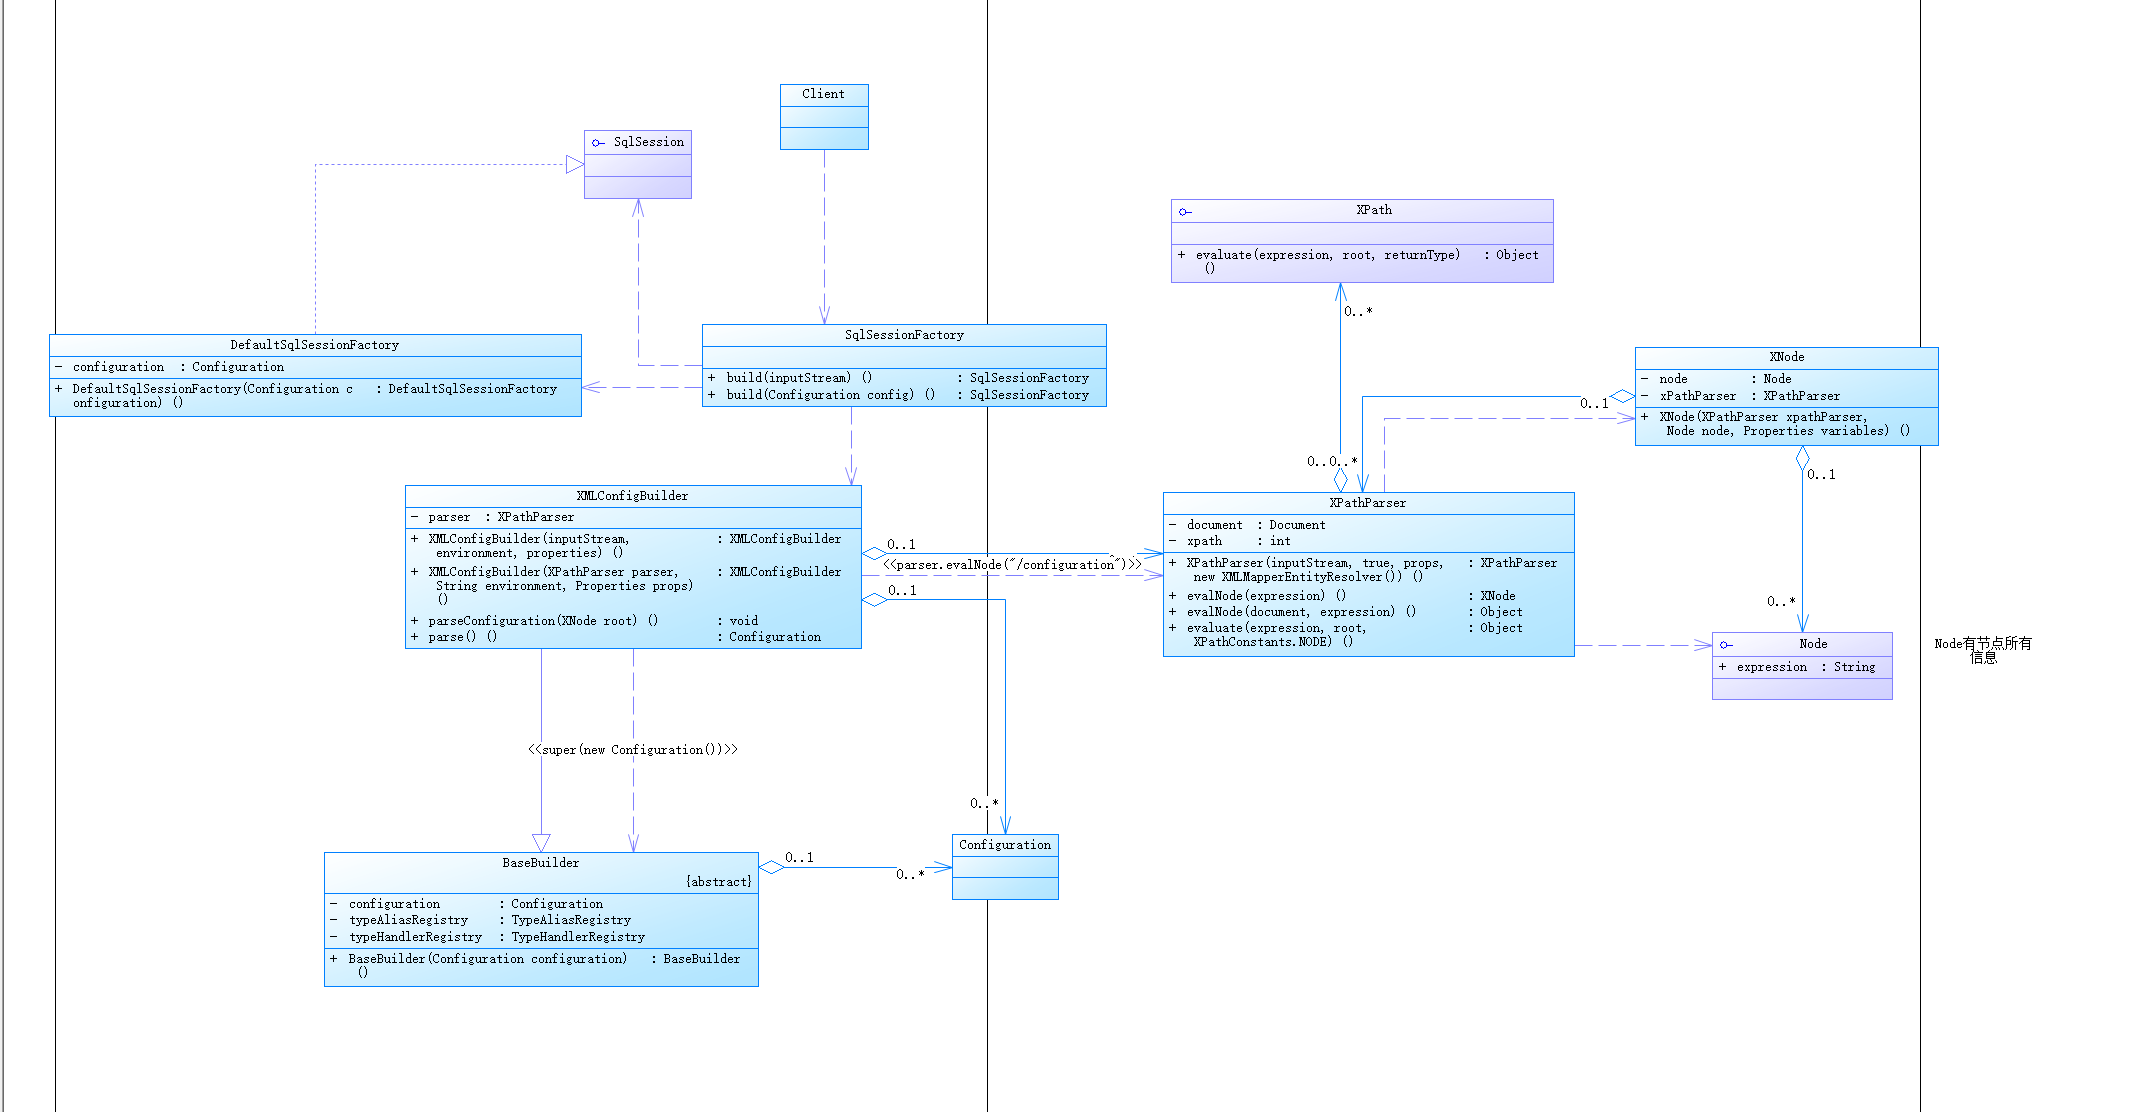 Client
SqlSession
XPath
+ evaluate(expression, root, returnType) : Object
()
0..*
SqlSessionFactory
+ build(inputStream) () : SqlSessionFactory
+ build(Configuration config) () : SqlSessionFactory
DefaultSqlSessionFactory
- configuration : Configuration
+ DefaultSqlSessionFactory(Configuration c : DefaultSqlSessionFactory
onfiguration) ()
XNode
- node : Node
- xPathParser : XPathParser
+ XNode(XPathParser xpathParser,
Node node, Properties variables) ()
0..1
0..0..*
0..1
XMLConfigBuilder
- parser : XPathParser
+ XMLConfigBuilder(inputStream, : XMLConfigBuilder
environment, properties) ()
+ XMLConfigBuilder(XPathParser parser, : XMLConfigBuilder
String environment, Properties props)
()
+ parseConfiguration(XNode root) () : void
+ parse() () : Configuration
0..1
<<parser.evalNode("/configuration")>>
0..1
XPathParser
- document : Document
- xpath : int
+ XPathParser(inputStream, true, props, : XPathParser
new XMLMapperEntityResolver()) ()
+ evalNode(expression) () : XNode
+ evalNode(document, expression) () : Object
+ evaluate(expression, root, : Object
XPathConstants.NODE) ()
0..*
Node
+ expression : String
Node有节点所有
信息
<<super(new Configuration())>>
0..*
Configuration
BaseBuilder
{abstract}
- configuration : Configuration
- typeAliasRegistry : TypeAliasRegistry
- typeHandlerRegistry : TypeHandlerRegistry
+ BaseBuilder(Configuration configuration) : BaseBuilder
()
0..1
0..*